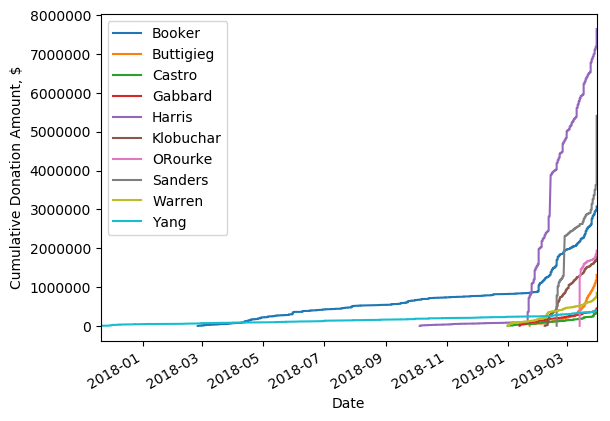 8000000
7000000
6000000
5000000
4000000
3000000
2000000
1000000
0
Cumulative Donation Amount, $
Booker
Buttigieg
Castro
Gabbard
Harris
Klobuchar
ORourke
Sanders
Warren
Yang
2018-01
2018-03
2018-05
2018-07
2018-09
2018-11
2019-01
2019-03
Date